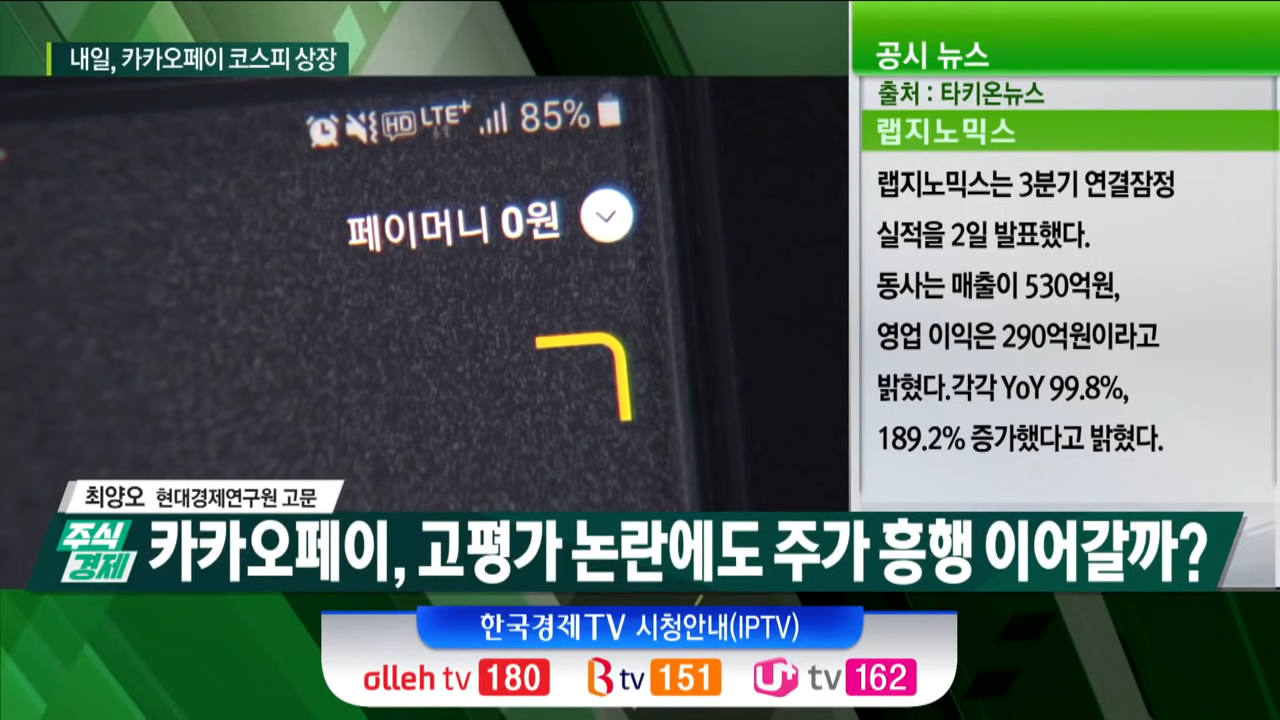 내일, 카카오페이 코스피 상장
HD LTE+ 85%
페이머니 0원
공시 뉴스
출처 : 타키온뉴스
랩지노믹스
랩지노믹스는 3분기 연결잠정
실적을 2일 발표했다.
동사는 매출이 530억원,
영업 이익은 290억원이라고
밝혔다.각각 YoY 99.8%,
189.2% 증가했다고 밝혔다.
최양오 현대경제연구원 고문
주식
경제
카카오페이, 고평가 논란에도 주가 흥행 이어갈까?
한국경제TV 시청안내(IPTV)
olleh tv 180 B tv 151 U+ tv 162